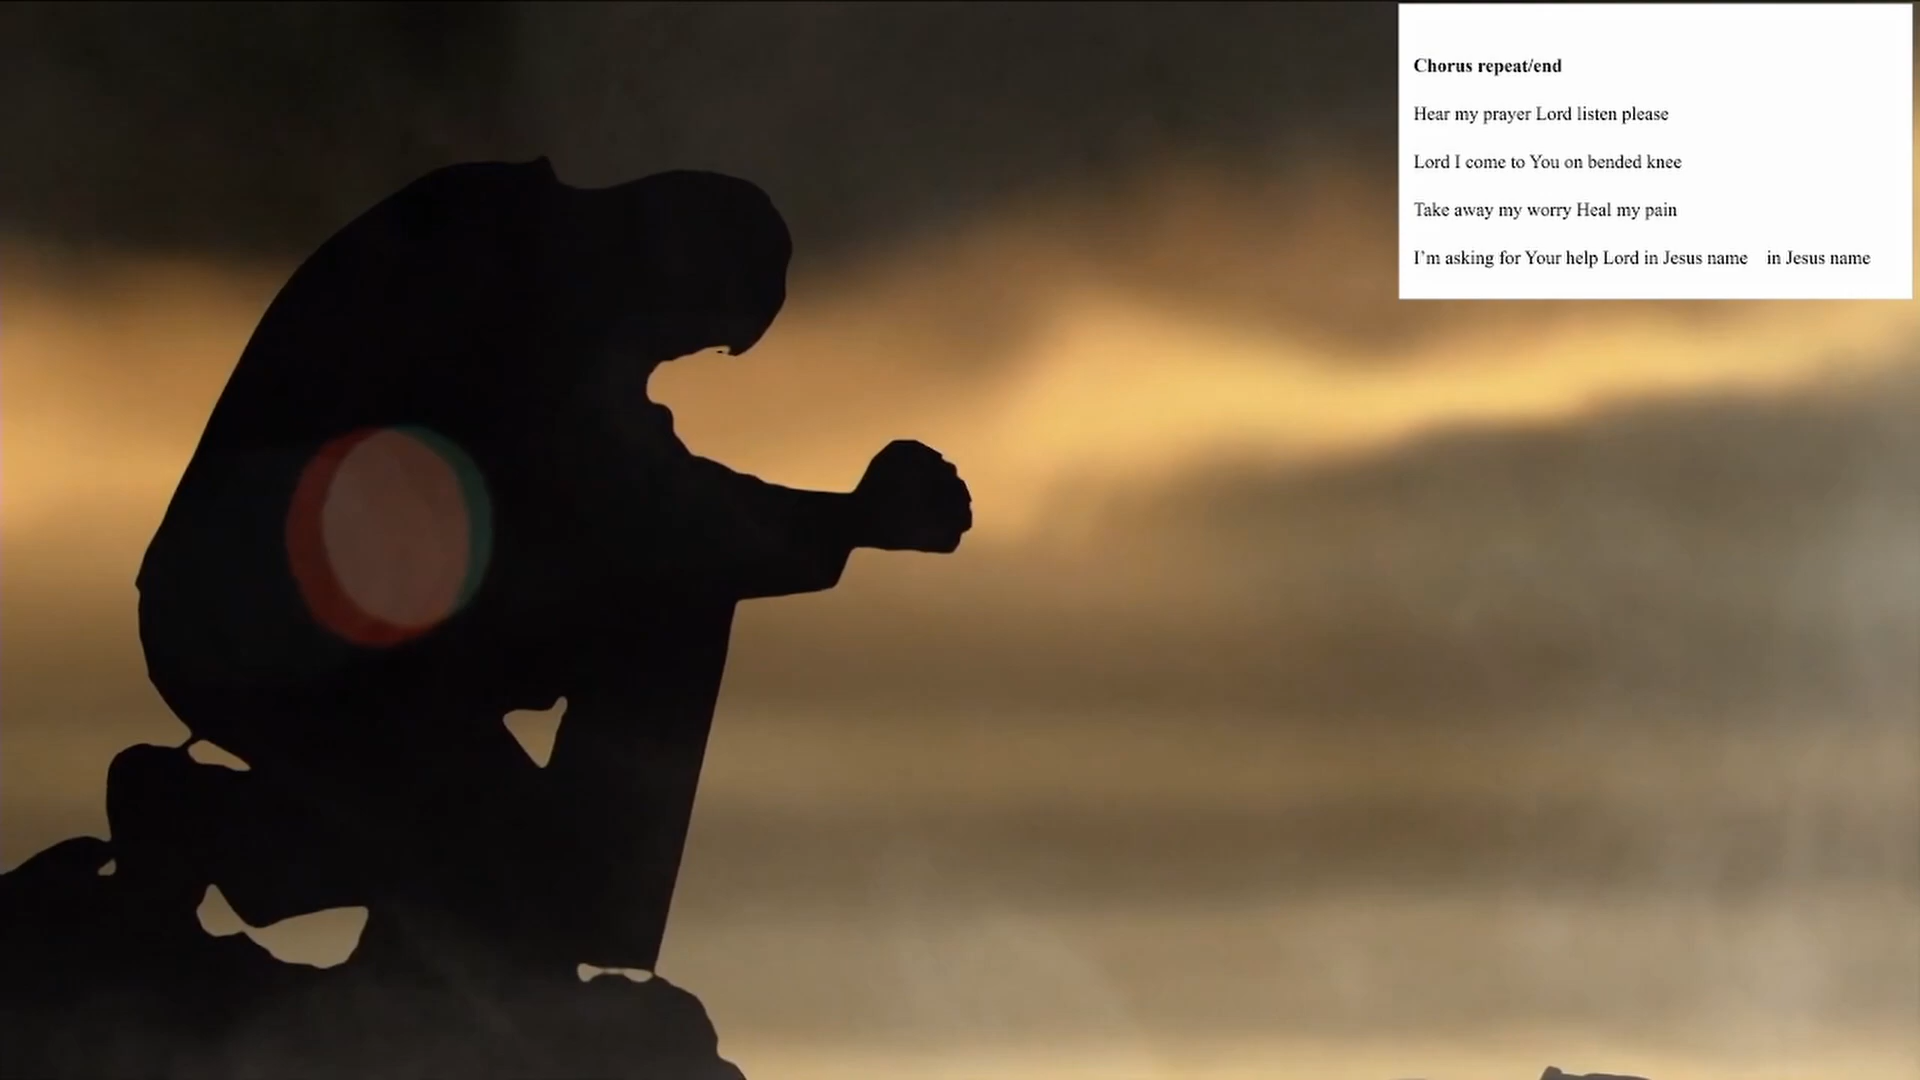 Chorus repeat/end
Hear my prayer Lord listen please
Lord I come to You on bended knee
Take away my worry Heal my pain
I'm asking for Your help Lord in Jesus name in Jesus name